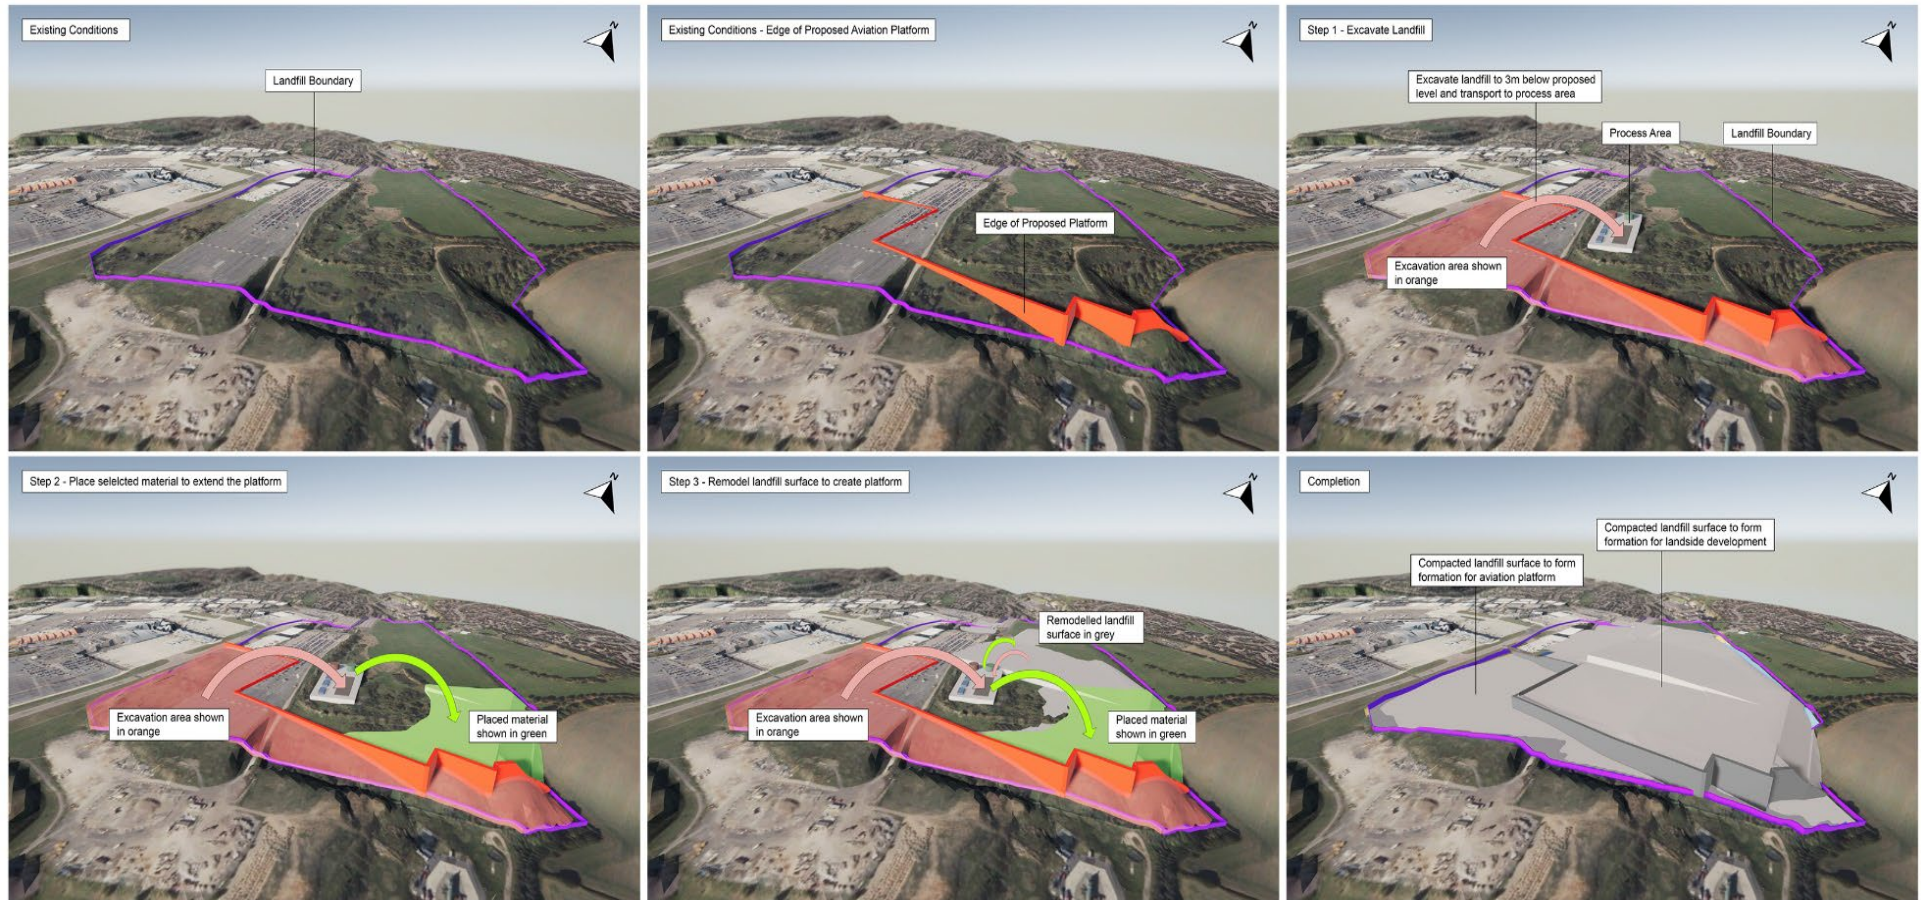 Existing Conditions
Landfill Boundary
N
Existing Conditions - Edge of Proposed Aviation Platform
Edge of Proposed Platform
N
Step 1 - Excavate Landfill
Excavate landfill to 3m below proposed
level and transport to process area
Process Area
Landfill Boundary
Excavation area shown
in orange
N
Step 2 - Place selelcted material to extend the platform
Excavation area shown
in orange
Placed material
shown in green
N
Step 3 - Remodel landfill surface to create platform
Remodelled landfill
surface in grey
Excavation area shown
in orange
Placed material
shown in green
N
Completion
Compacted landfill surface to form
formation for landside development
Compacted landfill surface to form
formation for aviation platform
N